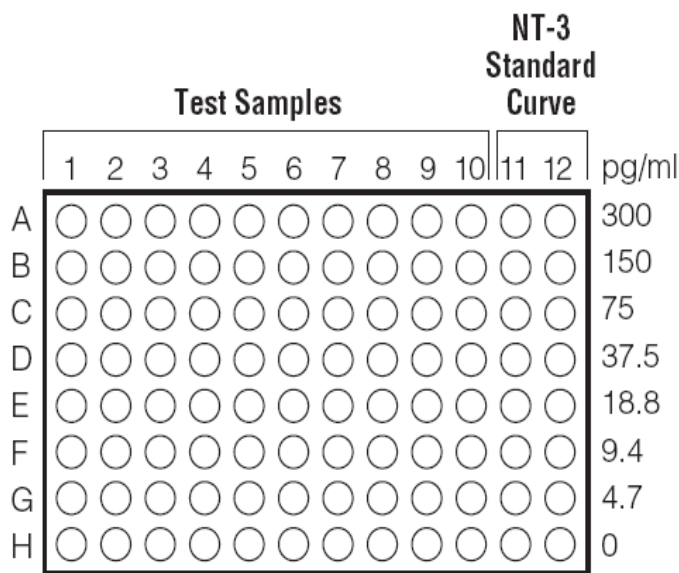 NT-3
Standard
Test Samples Curve
1 2 3 4 5 6 7 8 9 10 11 12 pg/ml
A 300
B 150
C 75
D 37.5
E 18.8
F 9.4
G 4.7
H 0